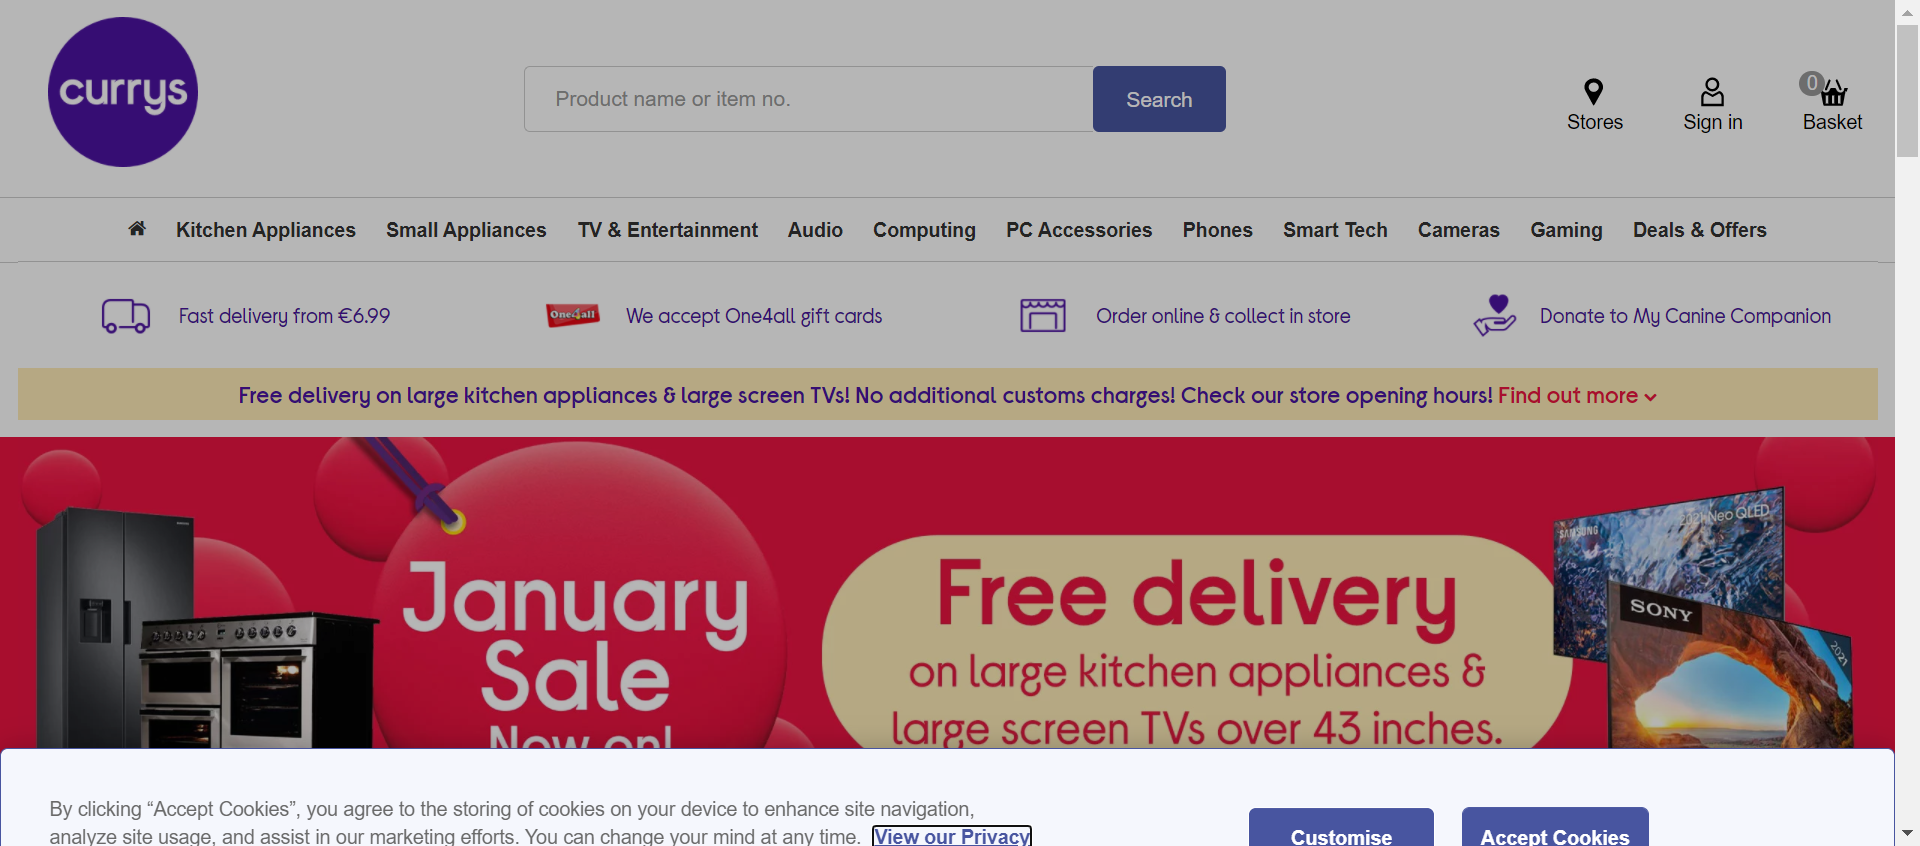 currys
Product name or item no.
Search
Stores
Sign in
0
Basket
Kitchen Appliances
Small Appliances
TV & Entertainment
Audio
Computing
PC Accessories
Phones
Smart Tech
Cameras
Gaming
Deals & Offers
Fast delivery from €6.99
One4all
We accept One4all gift cards
Order online & collect in store
Donate to My Canine Companion
Free delivery on large kitchen appliances & large screen TVs! No additional customs charges! Check our store opening hours! Find out more
January
Sale
Now on!
Free delivery
on large kitchen appliances &
large screen TVs over 43 inches.
SAMSUNG
2021 Neo QLED
SONY
2021
By clicking “Accept Cookies”, you agree to the storing of cookies on your device to enhance site navigation,
analyze site usage, and assist in our marketing efforts. You can change your mind at any time. View our Privacy
Customise
Accept Cookies